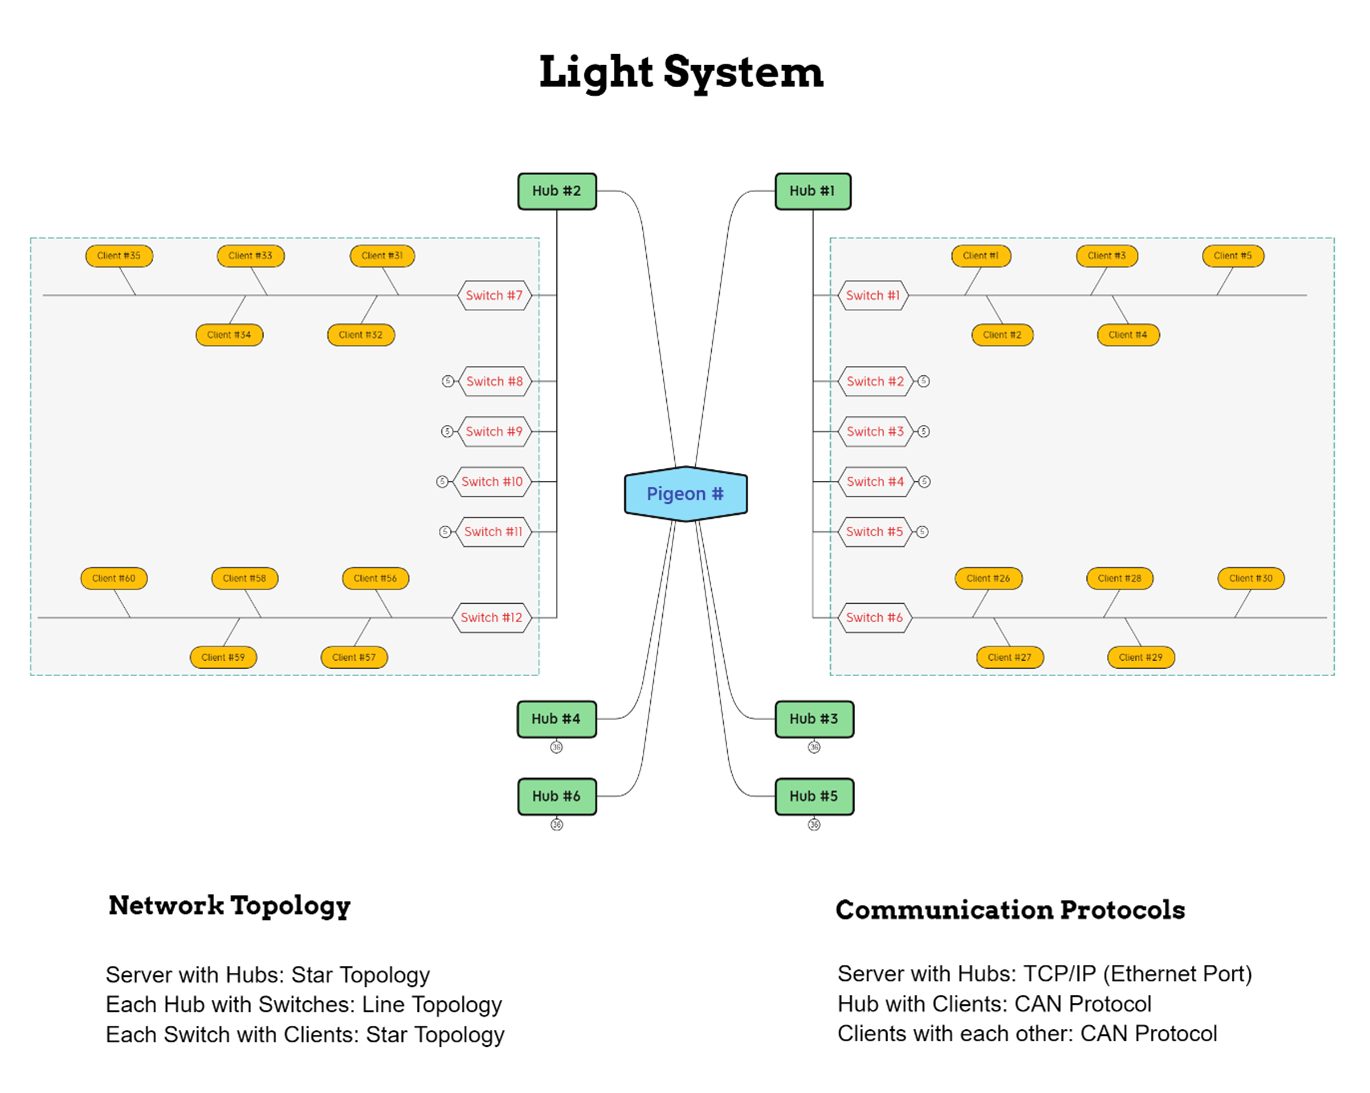 Light System
Hub #2
Hub #1
Client #35
Client #33
Client #31
Switch #7
Client #34
Client #32
Switch #8
5
Switch #9
5
Switch #10
5
Switch #11
5
Client #60
Client #58
Client #56
Switch #12
Client #59
Client #57
Client #1
Client #3
Client #5
Switch #1
Client #2
Client #4
Switch #2
5
Switch #3
5
Switch #4
5
Switch #5
5
Client #26
Client #28
Client #30
Switch #6
Client #27
Client #29
Pigeon #
Hub #4
36
Hub #3
36
Hub #6
36
Hub #5
36
Network Topology
Server with Hubs: Star Topology
Each Hub with Switches: Line Topology
Each Switch with Clients: Star Topology
Communication Protocols
Server with Hubs: TCP/IP (Ethernet Port)
Hub with Clients: CAN Protocol
Clients with each other: CAN Protocol